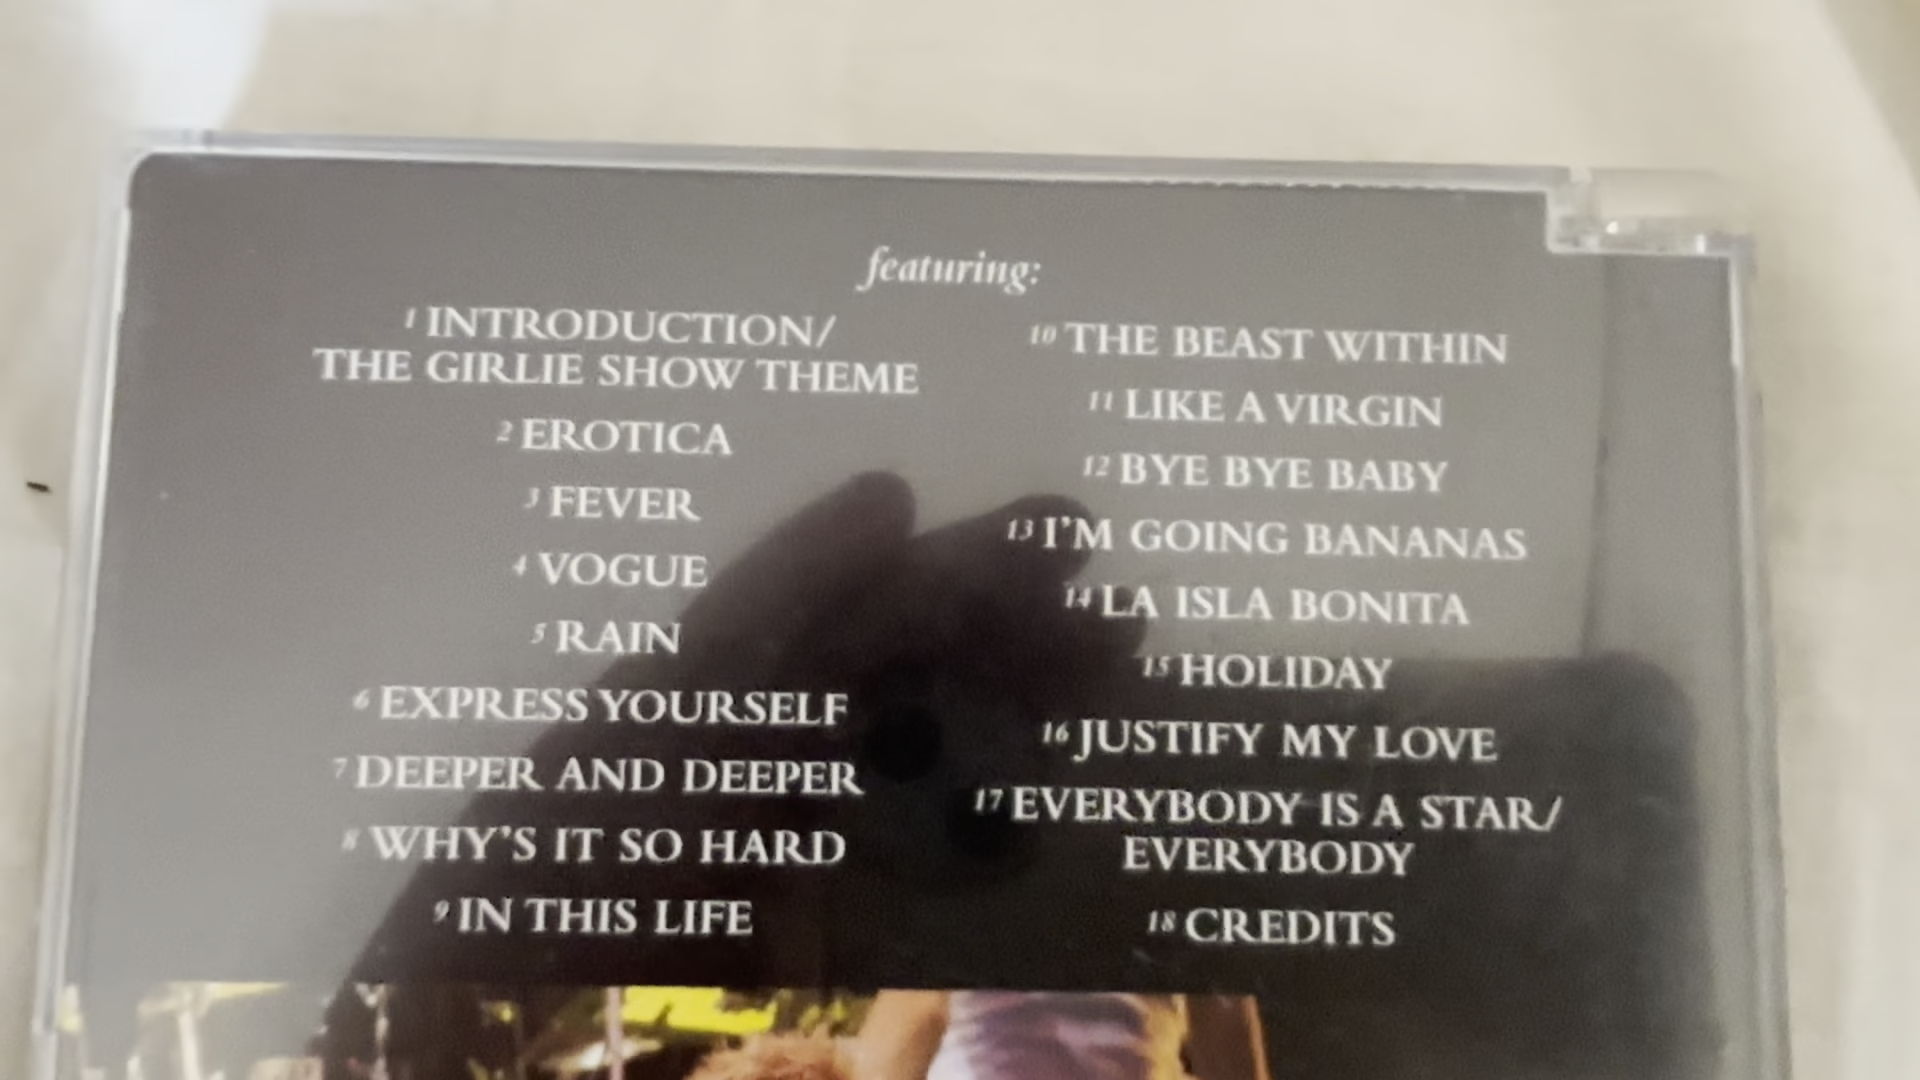 featuring:
1 INTRODUCTION/
THE GIRLIE SHOW THEME
2 EROTICA
3 FEVER
4 VOGUE
5 RAIN
6 EXPRESS YOURSELF
7 DEEPER AND DEEPER
8 WHY'S IT SO HARD
9 IN THIS LIFE
10 THE BEAST WITHIN
11 LIKE A VIRGIN
12 BYE BYE BABY
13 I'M GOING BANANAS
14 LA ISLA BONITA
15 HOLIDAY
16 JUSTIFY MY LOVE
17 EVERYBODY IS A STAR/
EVERYBODY
18 CREDITS